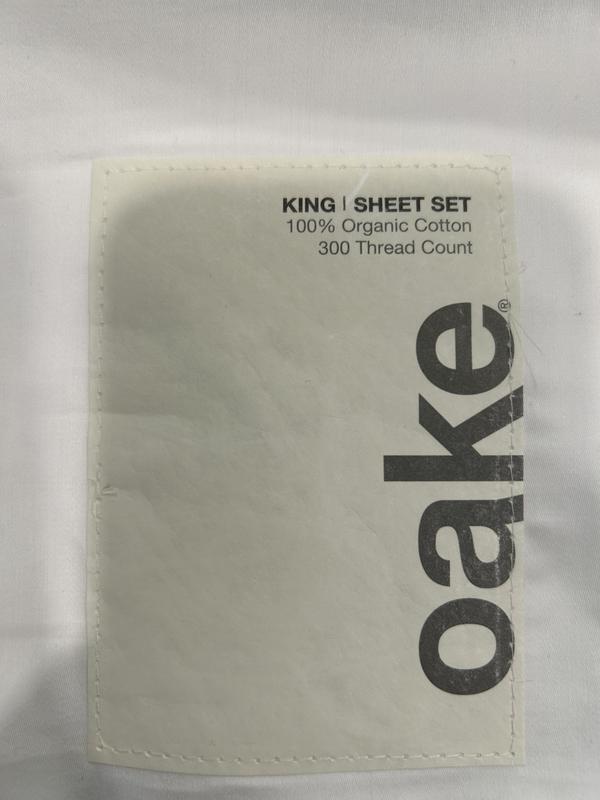 KING | SHEET SET
100% Organic Cotton
300 Thread Count
oake®